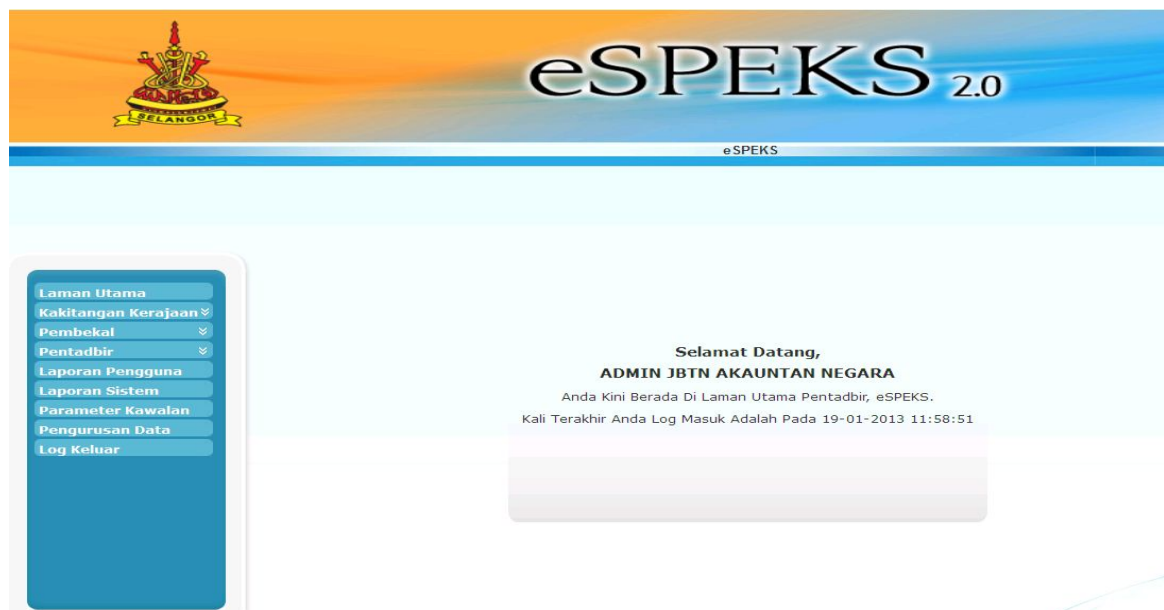 SELANGOR
eSPEKS 2.0
eSPEKS
Laman Utama
Kakitangan Kerajaan
Pembekal
Pentadbir
Laporan Pengguna
Laporan Sistem
Parameter Kawalan
Pengurusan Data
Log Keluar
Selamat Datang,
ADMIN JBTN AKAUNTAN NEGARA
Anda Kini Berada Di Laman Utama Pentadbir, eSPEKS.
Kali Terakhir Anda Log Masuk Adalah Pada 19-01-2013 11:58:51